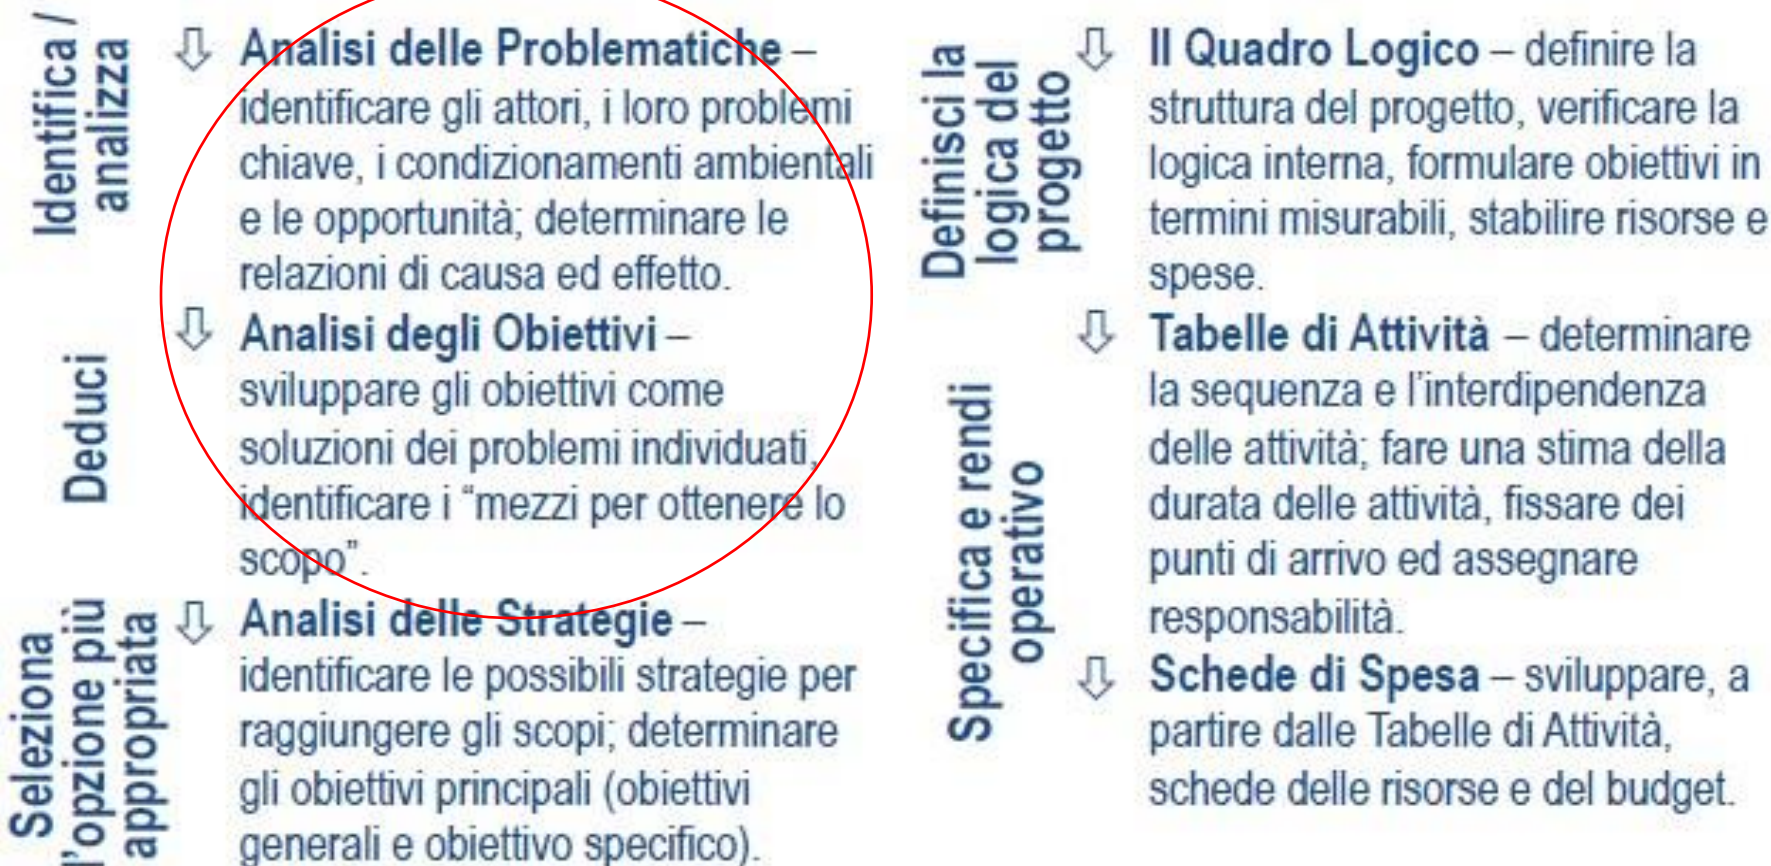 Identifica /
analizza
Analisi delle Problematiche –
identificare gli attori, i loro problemi
chiave, i condizionamenti ambientali
e le opportunità; determinare le
relazioni di causa ed effetto.
Deduci
Analisi degli Obiettivi –
sviluppare gli obiettivi come
soluzioni dei problemi individuati,
identificare i “mezzi per ottenere lo
scopo”.
Seleziona
l’opzione più
appropriata
Analisi delle Strategie –
identificare le possibili strategie per
raggiungere gli scopi; determinare
gli obiettivi principali (obiettivi
generali e obiettivo specifico).
Definisci la
logica del
progetto
Il Quadro Logico – definire la
struttura del progetto, verificare la
logica interna, formulare obiettivi in
termini misurabili, stabilire risorse e
spese.
Specifica e rendi
operativo
Tabelle di Attività – determinare
la sequenza e l’interdipendenza
delle attività; fare una stima della
durata delle attività, fissare dei
punti di arrivo ed assegnare
responsabilità.
Schede di Spesa – sviluppare, a
partire dalle Tabelle di Attività,
schede delle risorse e del budget.